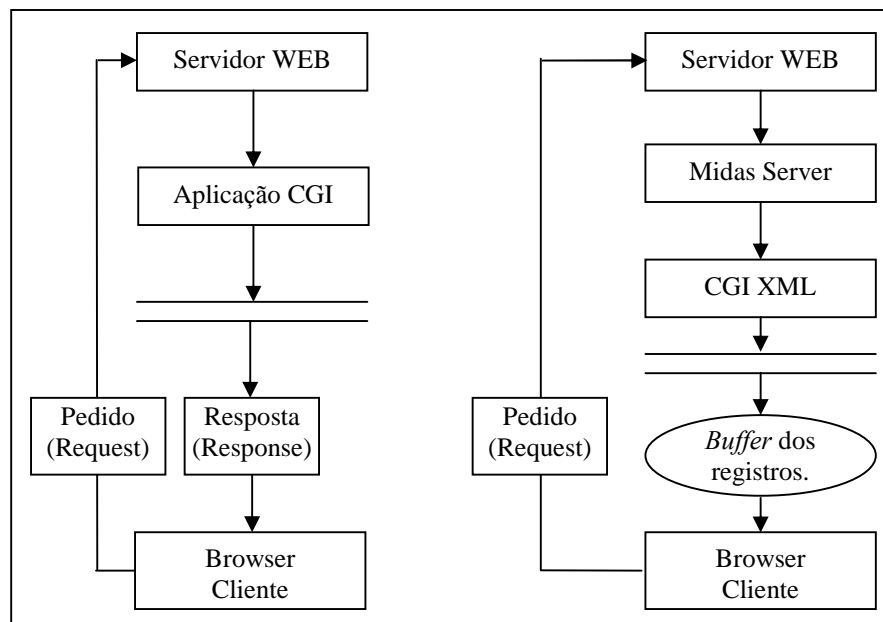 Servidor WEB
Aplicação CGI
Pedido
(Request)
Resposta
(Response)
Browser
Cliente
Servidor WEB
Midas Server
CGI XML
Pedido
(Request)
Buffer dos
registros.
Browser
Cliente